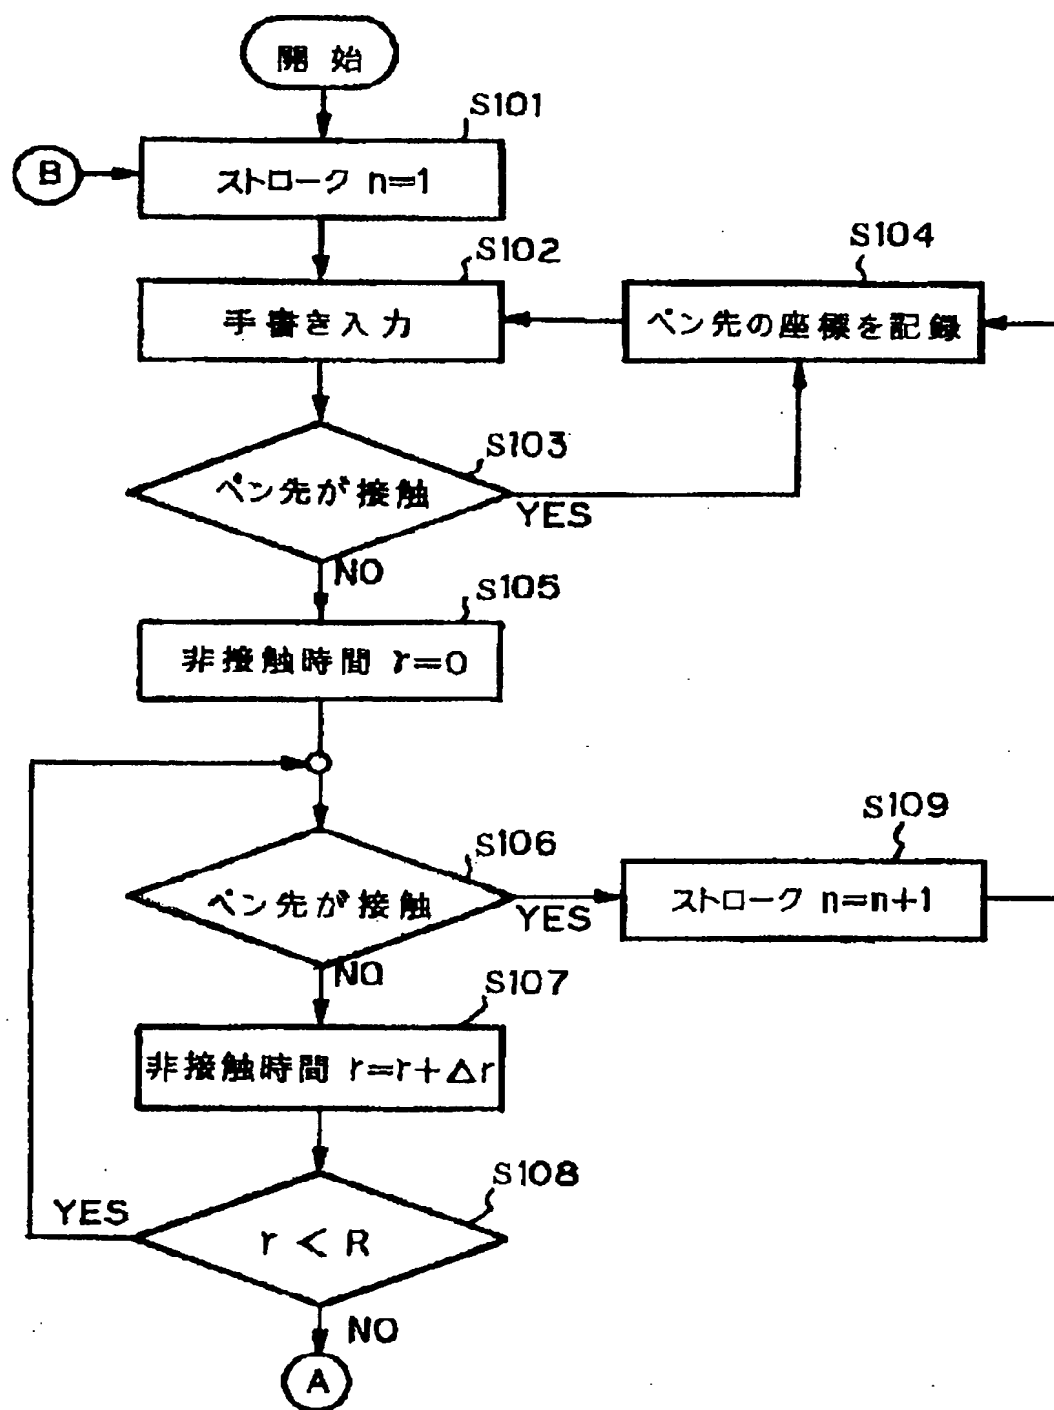 開始
S101
B
ストローク n=1
S102
S104
手書き入力
ペン先の座標を記録
S103
ペン先が接触
YES
NO
S105
非接触時間 r=0
S106
S109
ペン先が接触
YES
ストローク n=n+1
NO
S107
非接触時間 r=r+Δr
S108
YES
r < R
NO
A